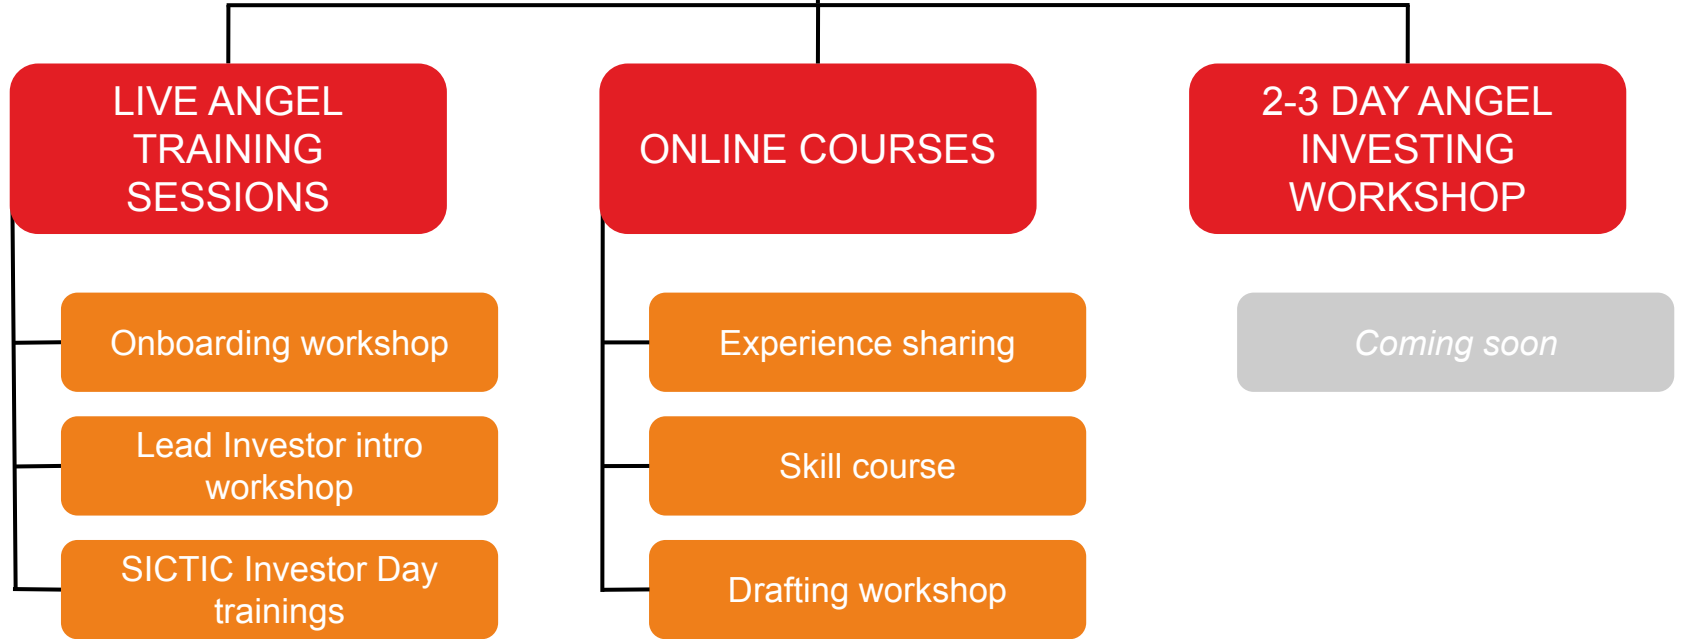 LIVE ANGEL
TRAINING
SESSIONS
ONLINE COURSES
2-3 DAY ANGEL
INVESTING
WORKSHOP
Onboarding workshop
Lead Investor intro
workshop
SICTIC Investor Day
trainings
Experience sharing
Skill course
Drafting workshop
Coming soon